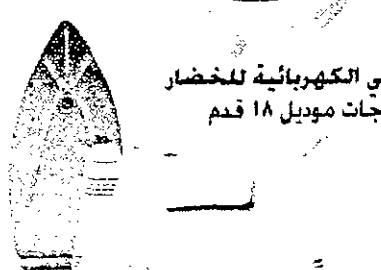 ي الكهربائية للخضار
جات موديل ١٨ قدم